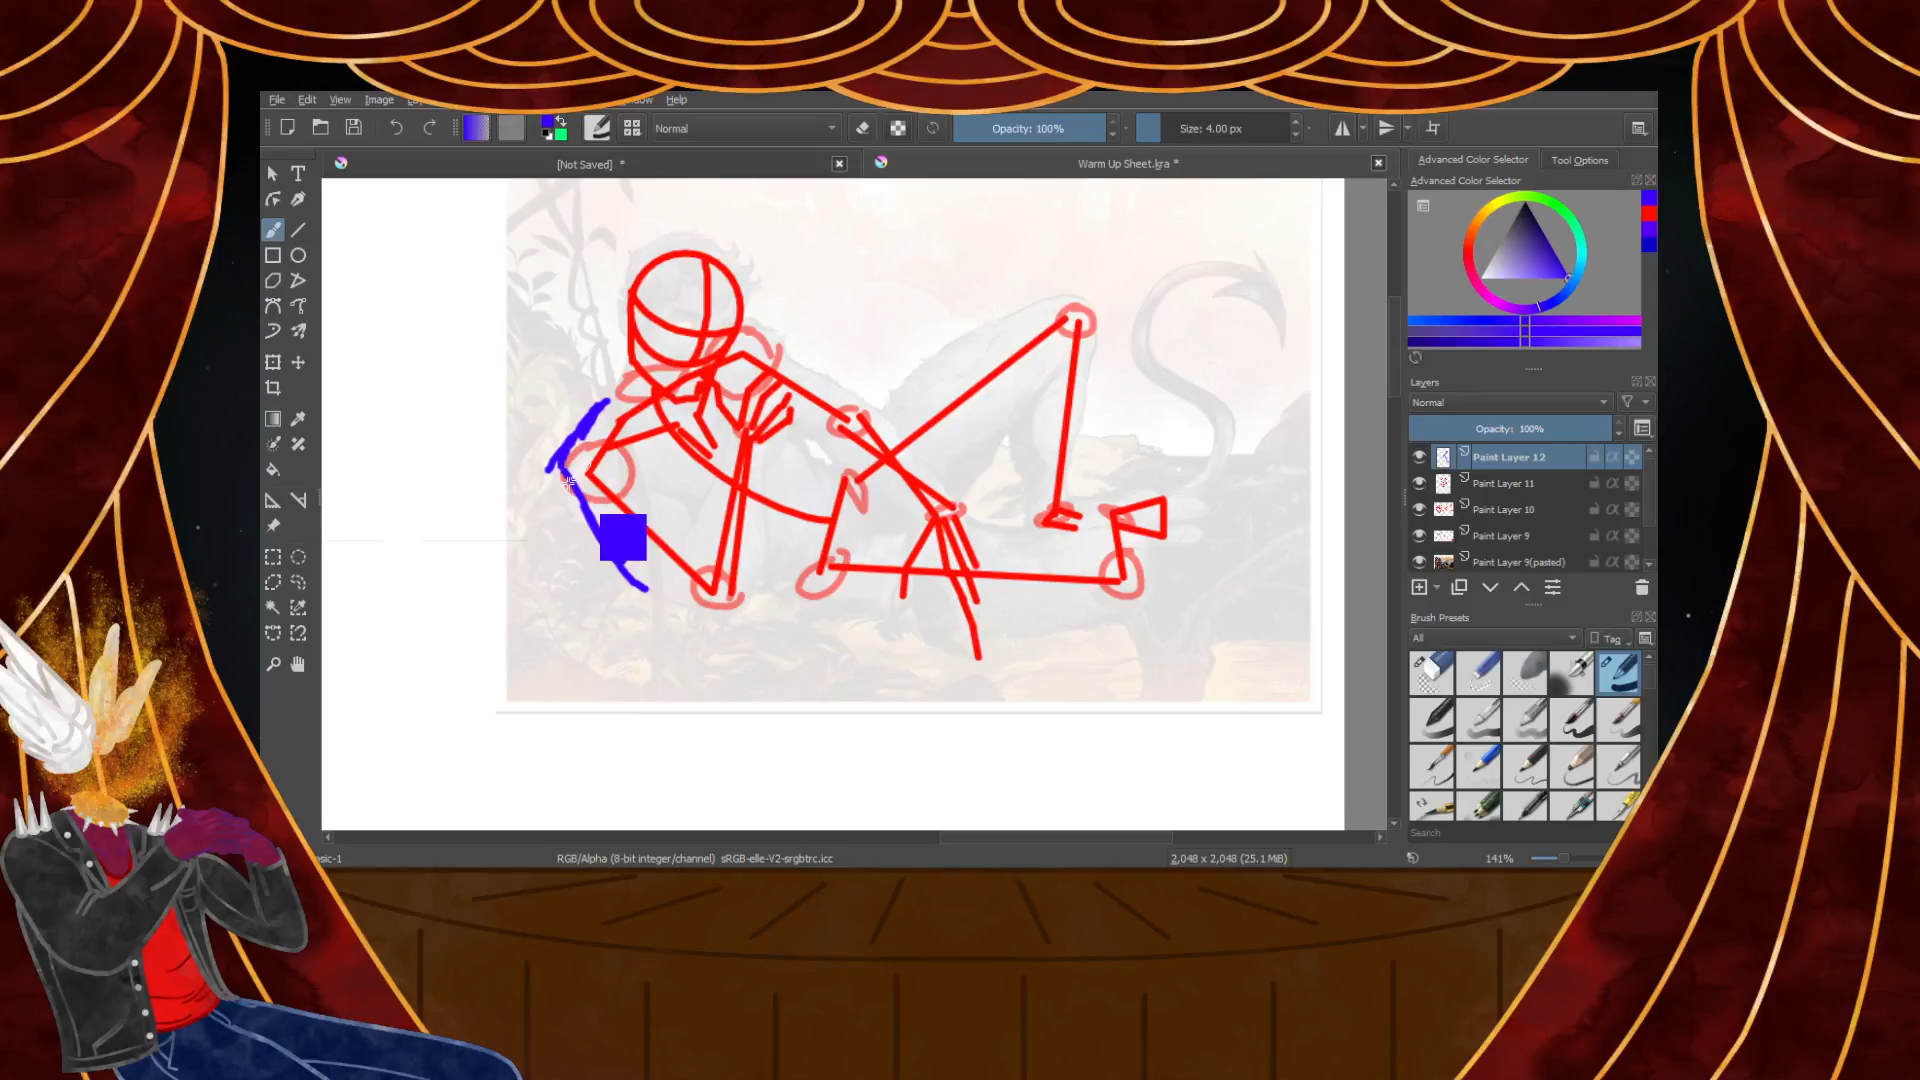 File Edit View Image Help
Normal
Opacity: 100%
Size: 4.00 px
[Not Saved] *
Warm Up Sheet.kra *
Advanced Color Selector
Tool Options
Advanced Color Selector
Layers
Normal
Opacity: 100%
Paint Layer 12
Paint Layer 11
Paint Layer 10
Paint Layer 9
Paint Layer 9(pasted)
Brush Presets
All
Tag
Search
RGB/Alpha (8-bit integer/channel) sRGB-elle-V2-srgbtrc.icc
2,048 x 2,048 (25.1 MiB)
141%